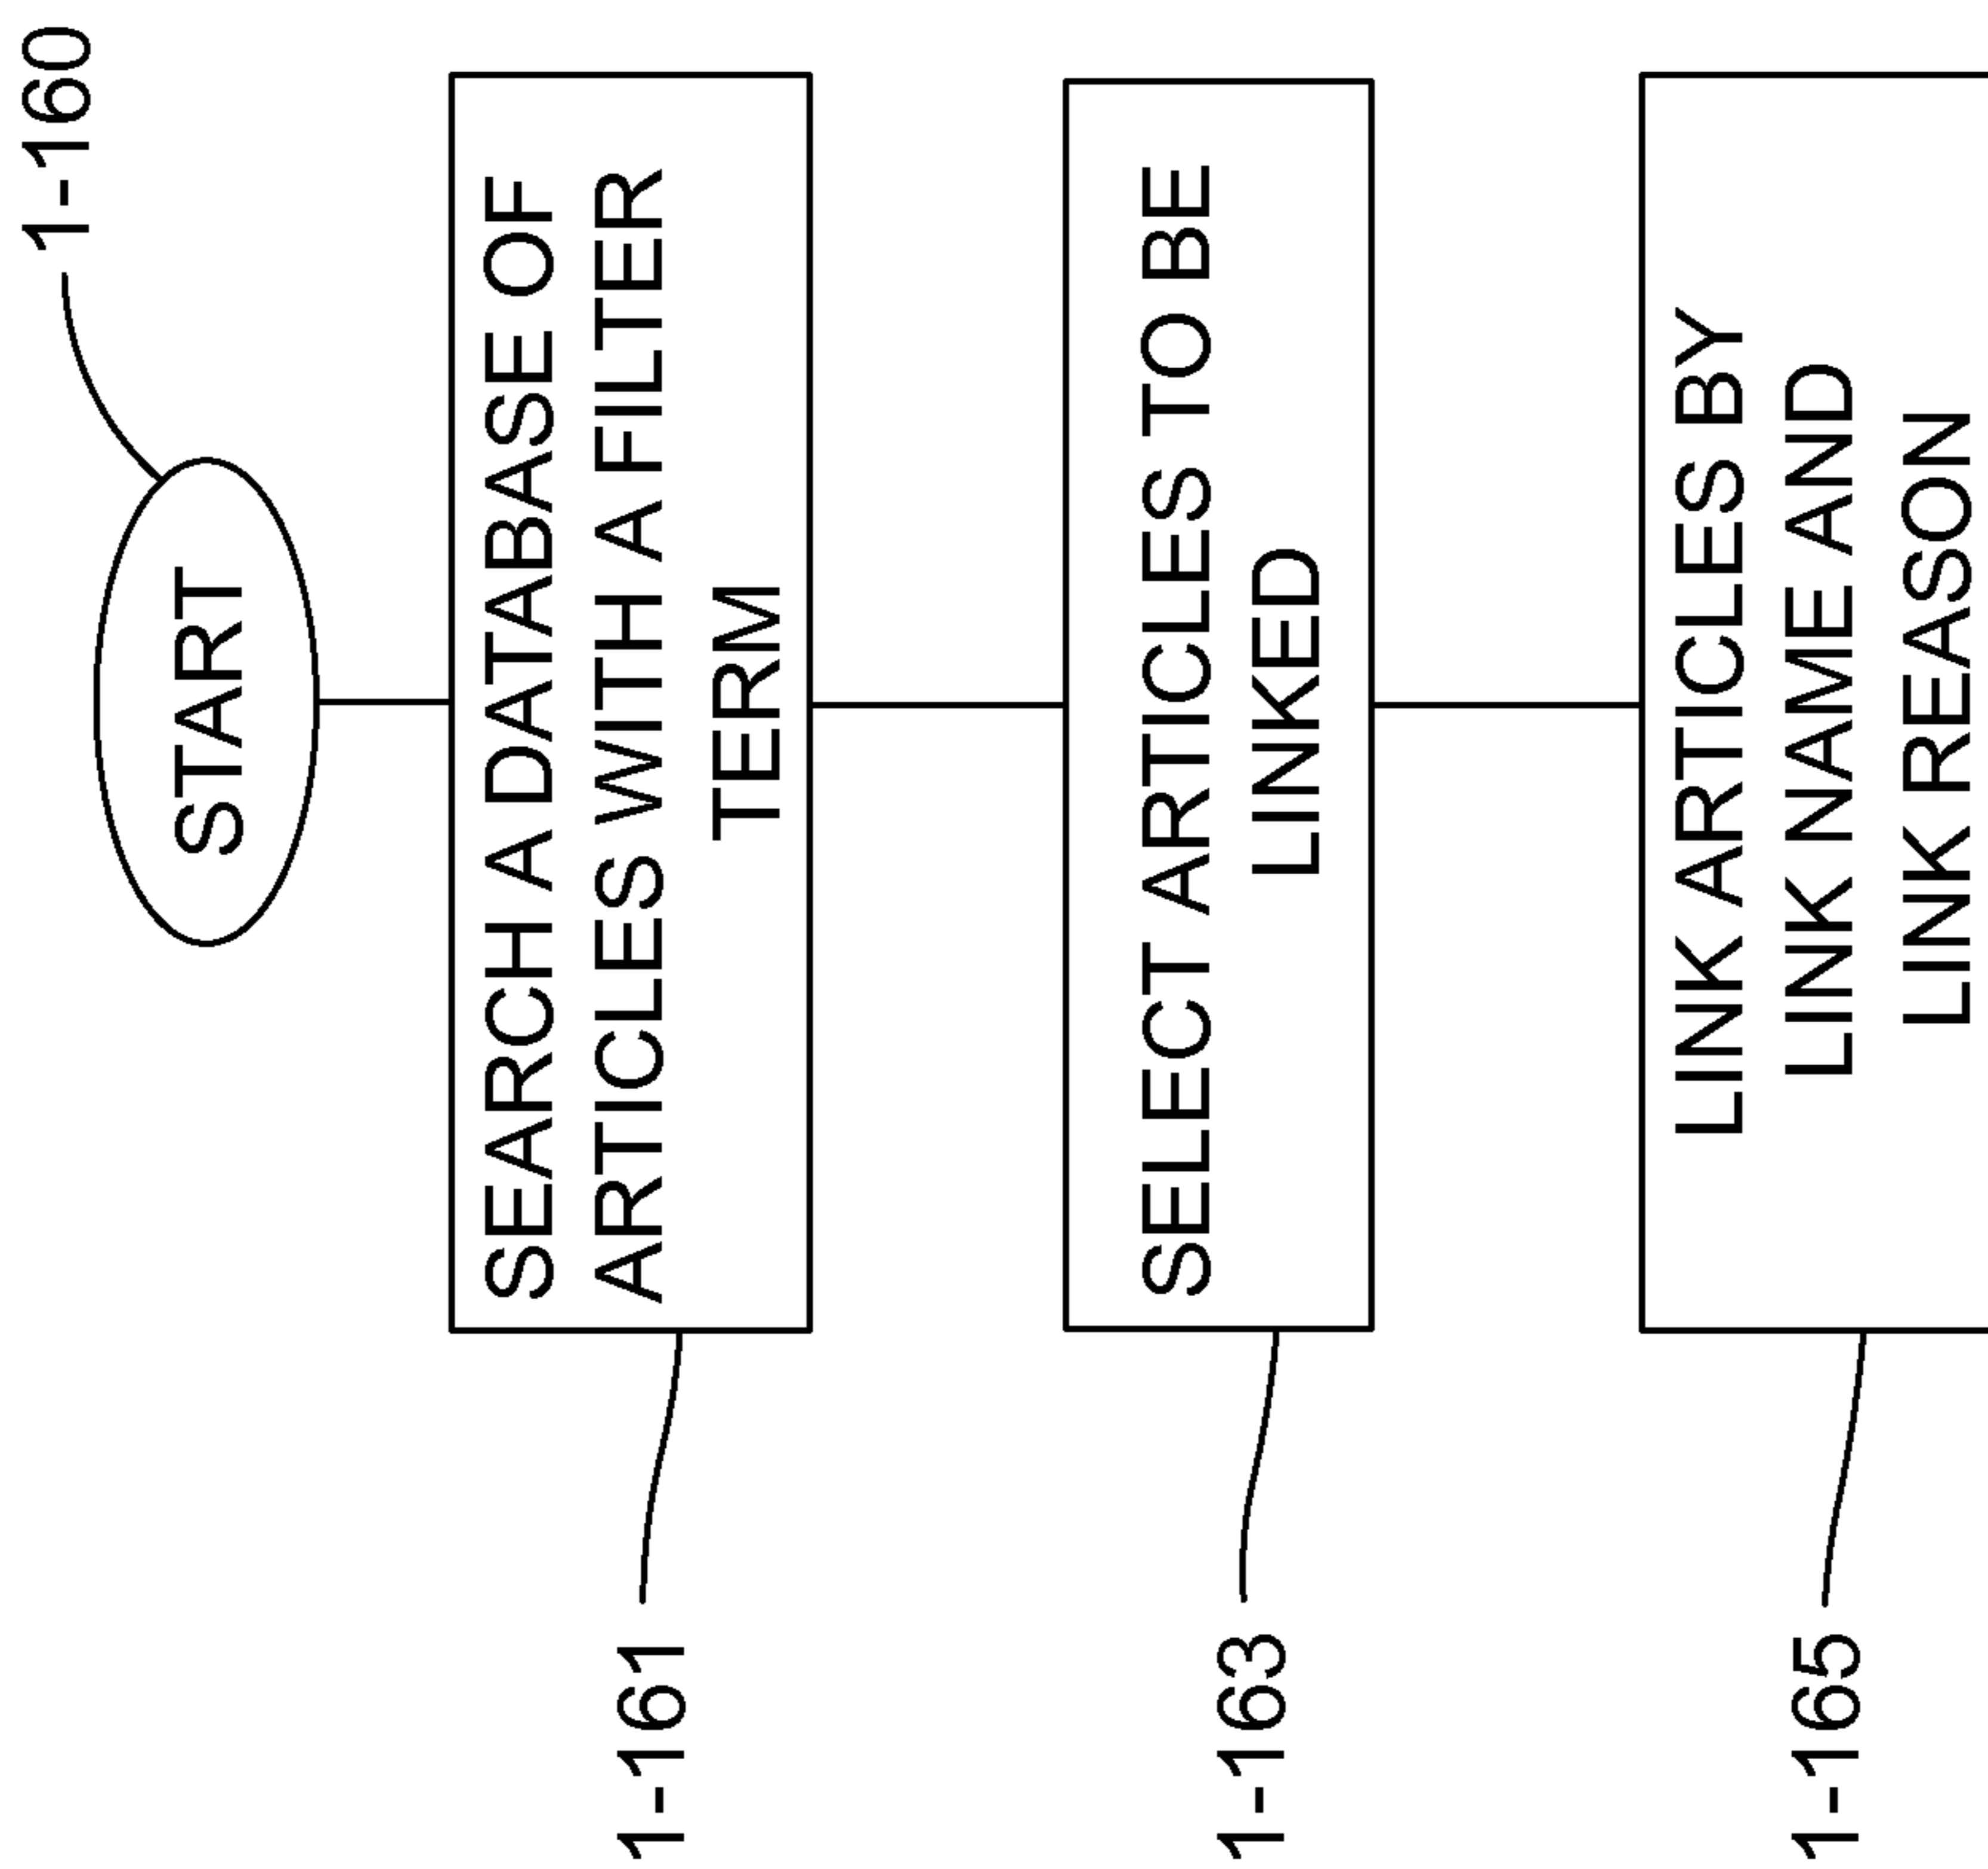 1-160
START
SEARCH A DATABASE OF
ARTICLES WITH A FILTER
TERM
1-161
SELECT ARTICLES TO BE
LINKED
1-163
LINK ARTICLES BY
LINK NAME AND
LINK REASON
1-165